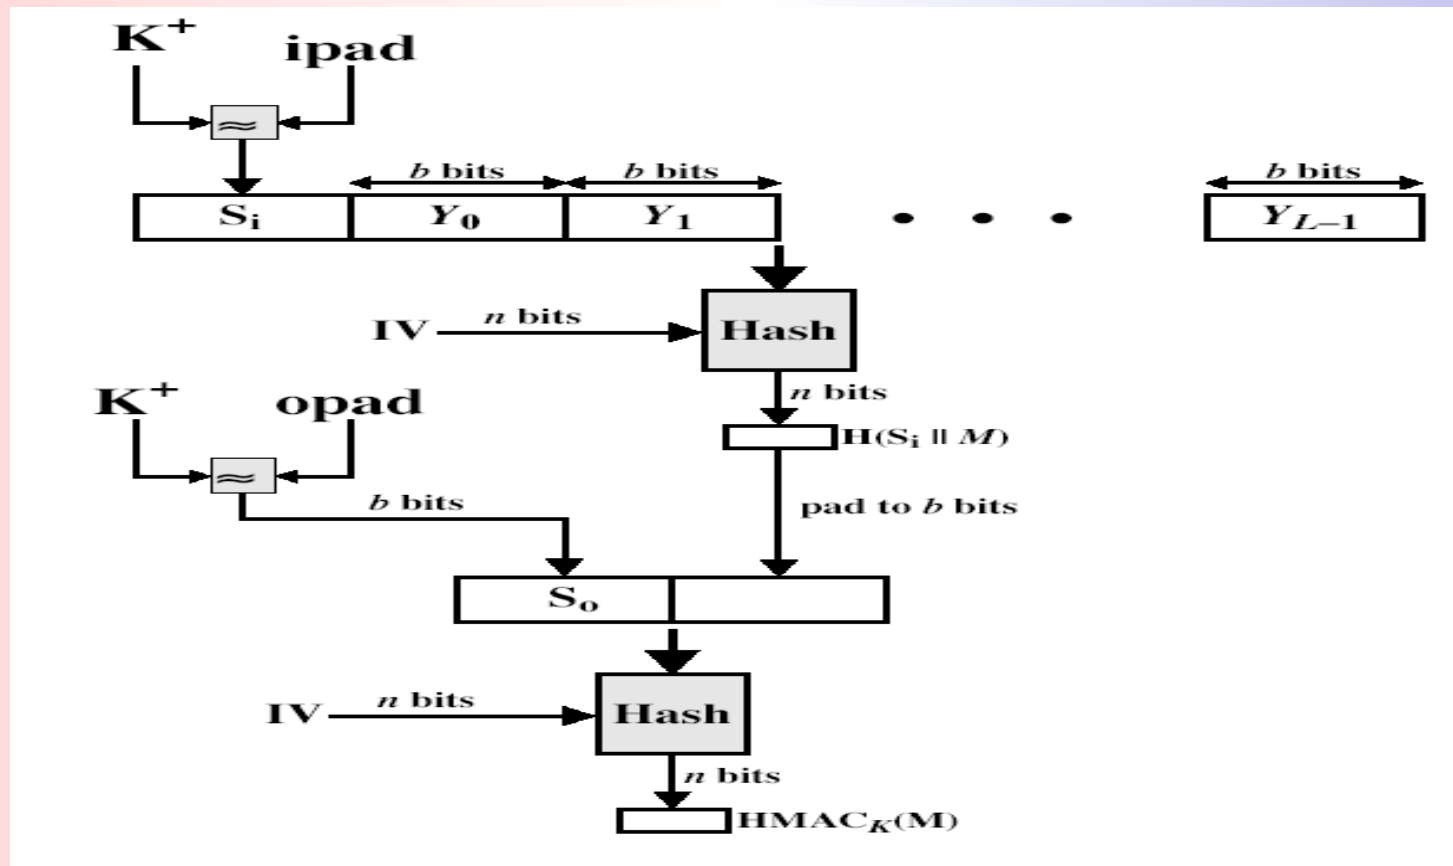 K+ ipad
≈
b bits b bits b bits
Si Y0 Y1 • • • YL−1
IV n bits Hash
n bits
K+ opad
H(Si || M)
≈
b bits pad to b bits
So
IV n bits Hash
n bits
HMACK(M)